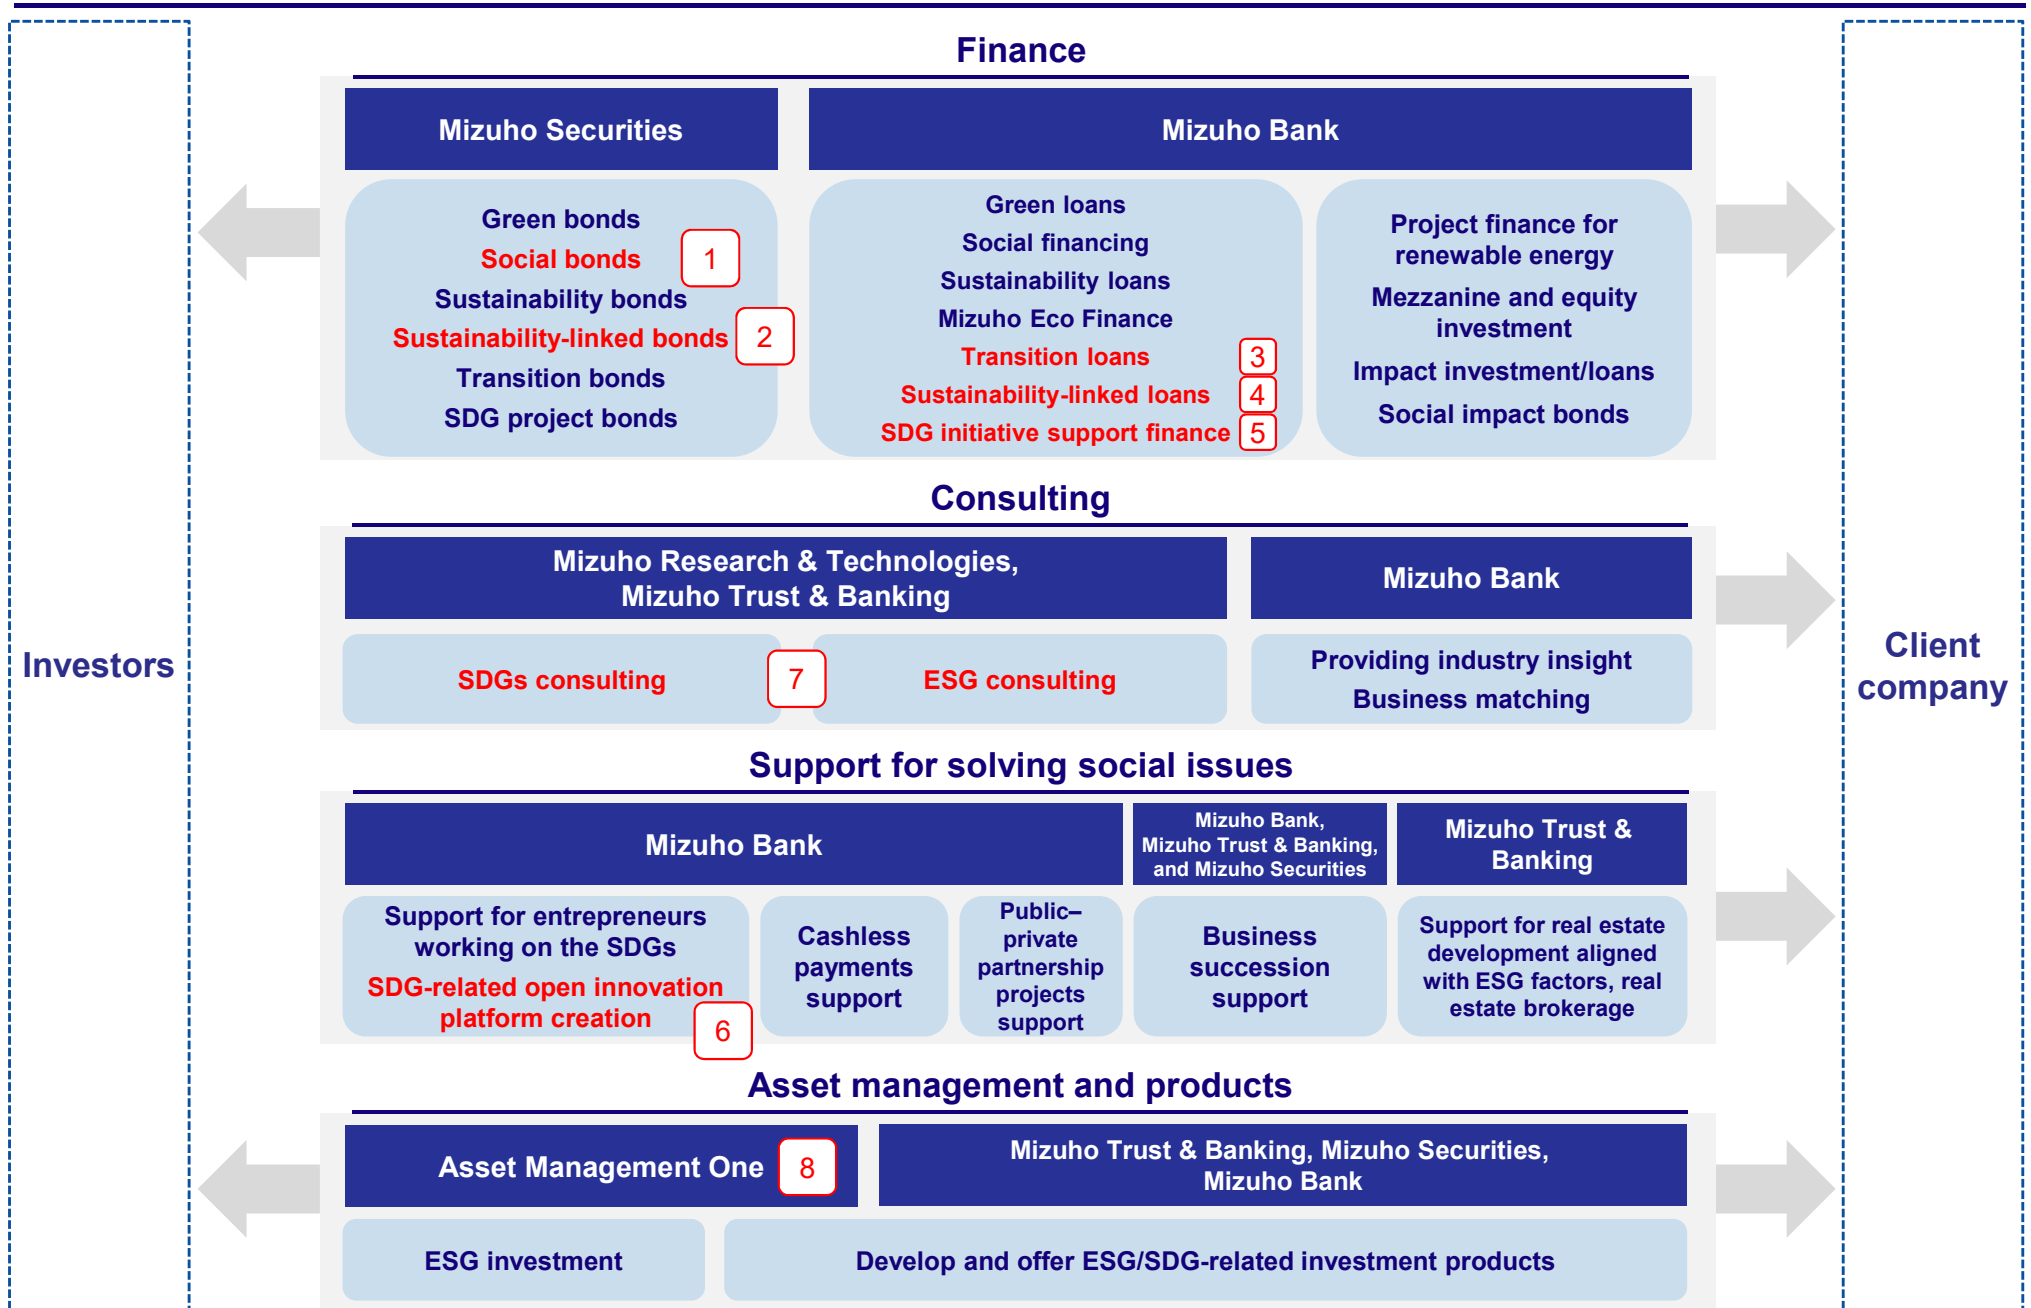 Finance
Mizuho Securities
Mizuho Bank
Green bonds
Social bonds
1
Sustainability bonds
Sustainability-linked bonds
2
Transition bonds
SDG project bonds
Green loans
Social financing
Sustainability loans
Mizuho Eco Finance
Transition loans
3
Sustainability-linked loans
4
SDG initiative support finance
5
Project finance for
renewable energy
Mezzanine and equity
investment
Impact investment/loans
Social impact bonds
Consulting
Mizuho Research & Technologies,
Mizuho Trust & Banking
Mizuho Bank
SDGs consulting
7
ESG consulting
Providing industry insight
Business matching
Investors
Client
company
Support for solving social issues
Mizuho Bank
Mizuho Bank,
Mizuho Trust & Banking,
and Mizuho Securities
Mizuho Trust &
Banking
Support for entrepreneurs
working on the SDGs
SDG-related open innovation
platform creation
6
Cashless
payments
support
Public–
private
partnership
projects
support
Business
succession
support
Support for real estate
development aligned
with ESG factors, real
estate brokerage
Asset management and products
Asset Management One
8
Mizuho Trust & Banking, Mizuho Securities,
Mizuho Bank
ESG investment
Develop and offer ESG/SDG-related investment products